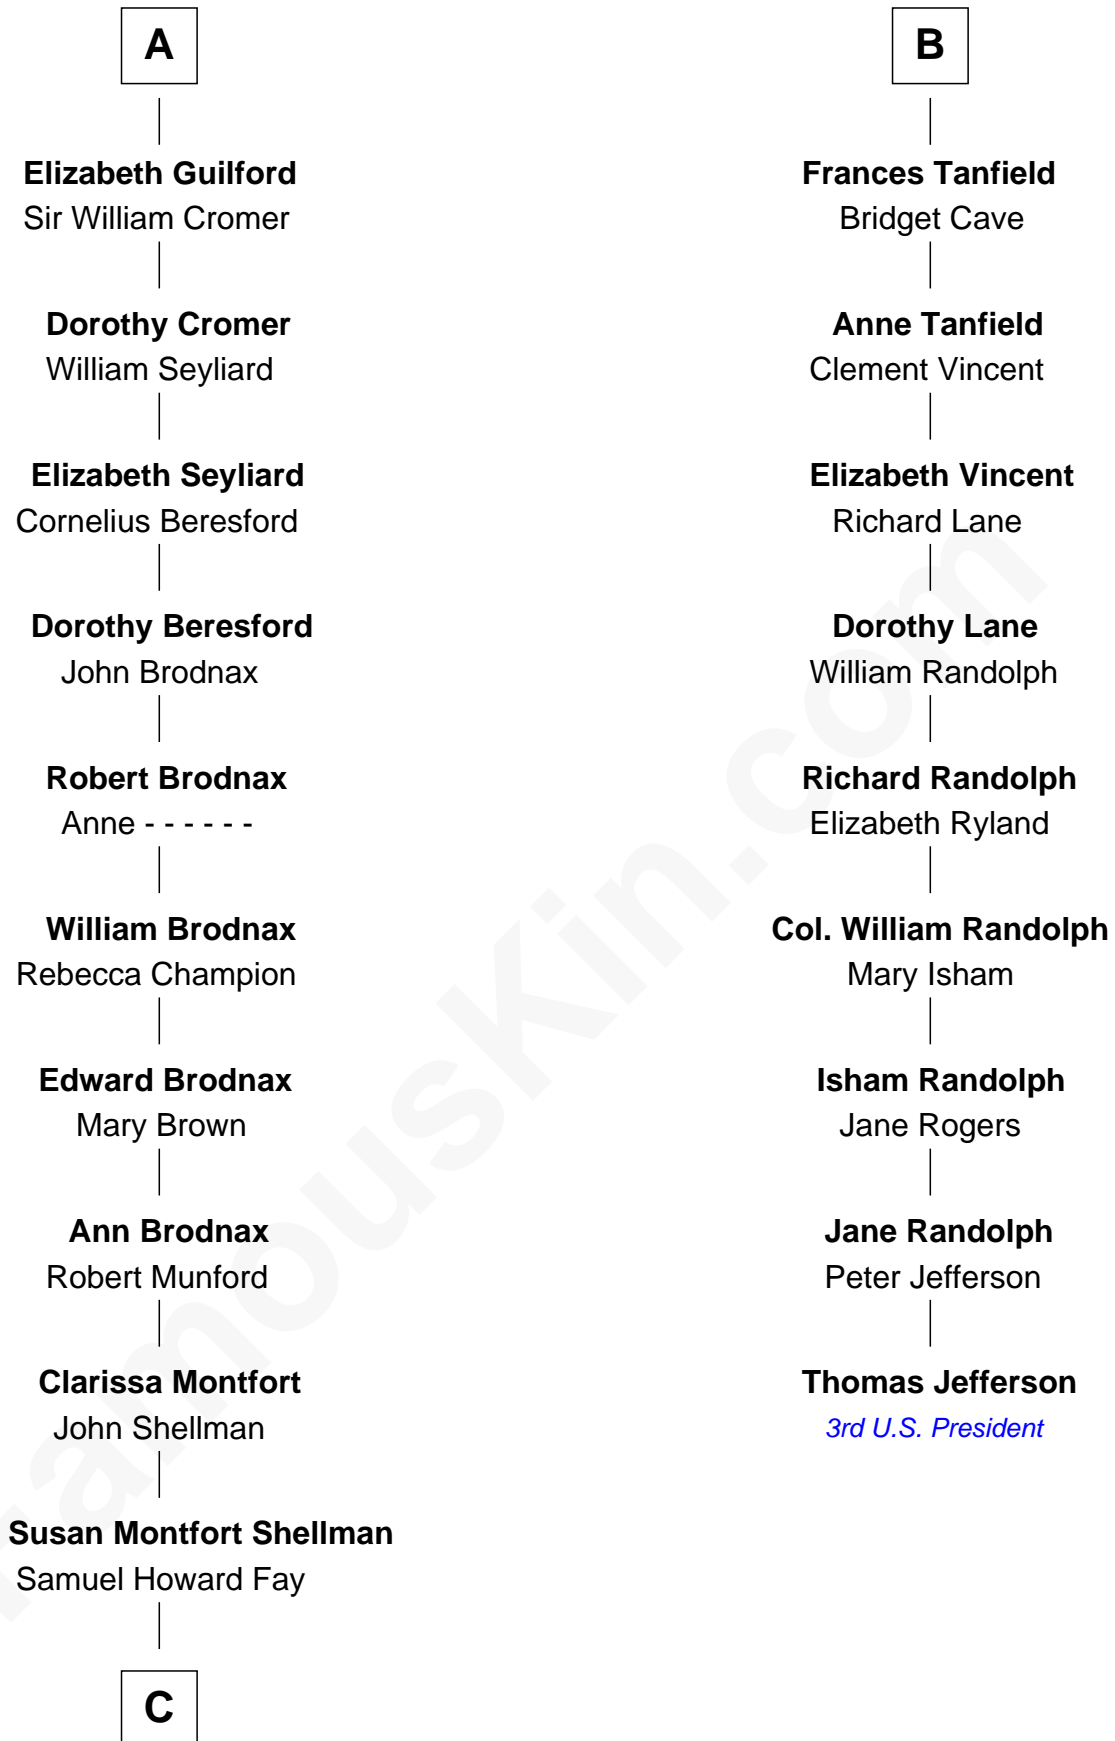 A
Elizabeth Guilford
Sir William Cromer
Dorothy Cromer
William Seyliard
Elizabeth Seyliard
Cornelius Beresford
Dorothy Beresford
John Brodnax
Robert Brodnax
Anne - - - - - -
William Brodnax
Rebecca Champion
Edward Brodnax
Mary Brown
Ann Brodnax
Robert Munford
Clarissa Montfort
John Shellman
Susan Montfort Shellman
Samuel Howard Fay
C
B
Frances Tanfield
Bridget Cave
Anne Tanfield
Clement Vincent
Elizabeth Vincent
Richard Lane
Dorothy Lane
William Randolph
Richard Randolph
Elizabeth Ryland
Col. William Randolph
Mary Isham
Isham Randolph
Jane Rogers
Jane Randolph
Peter Jefferson
Thomas Jefferson
3rd U.S. President
FamousKin.com